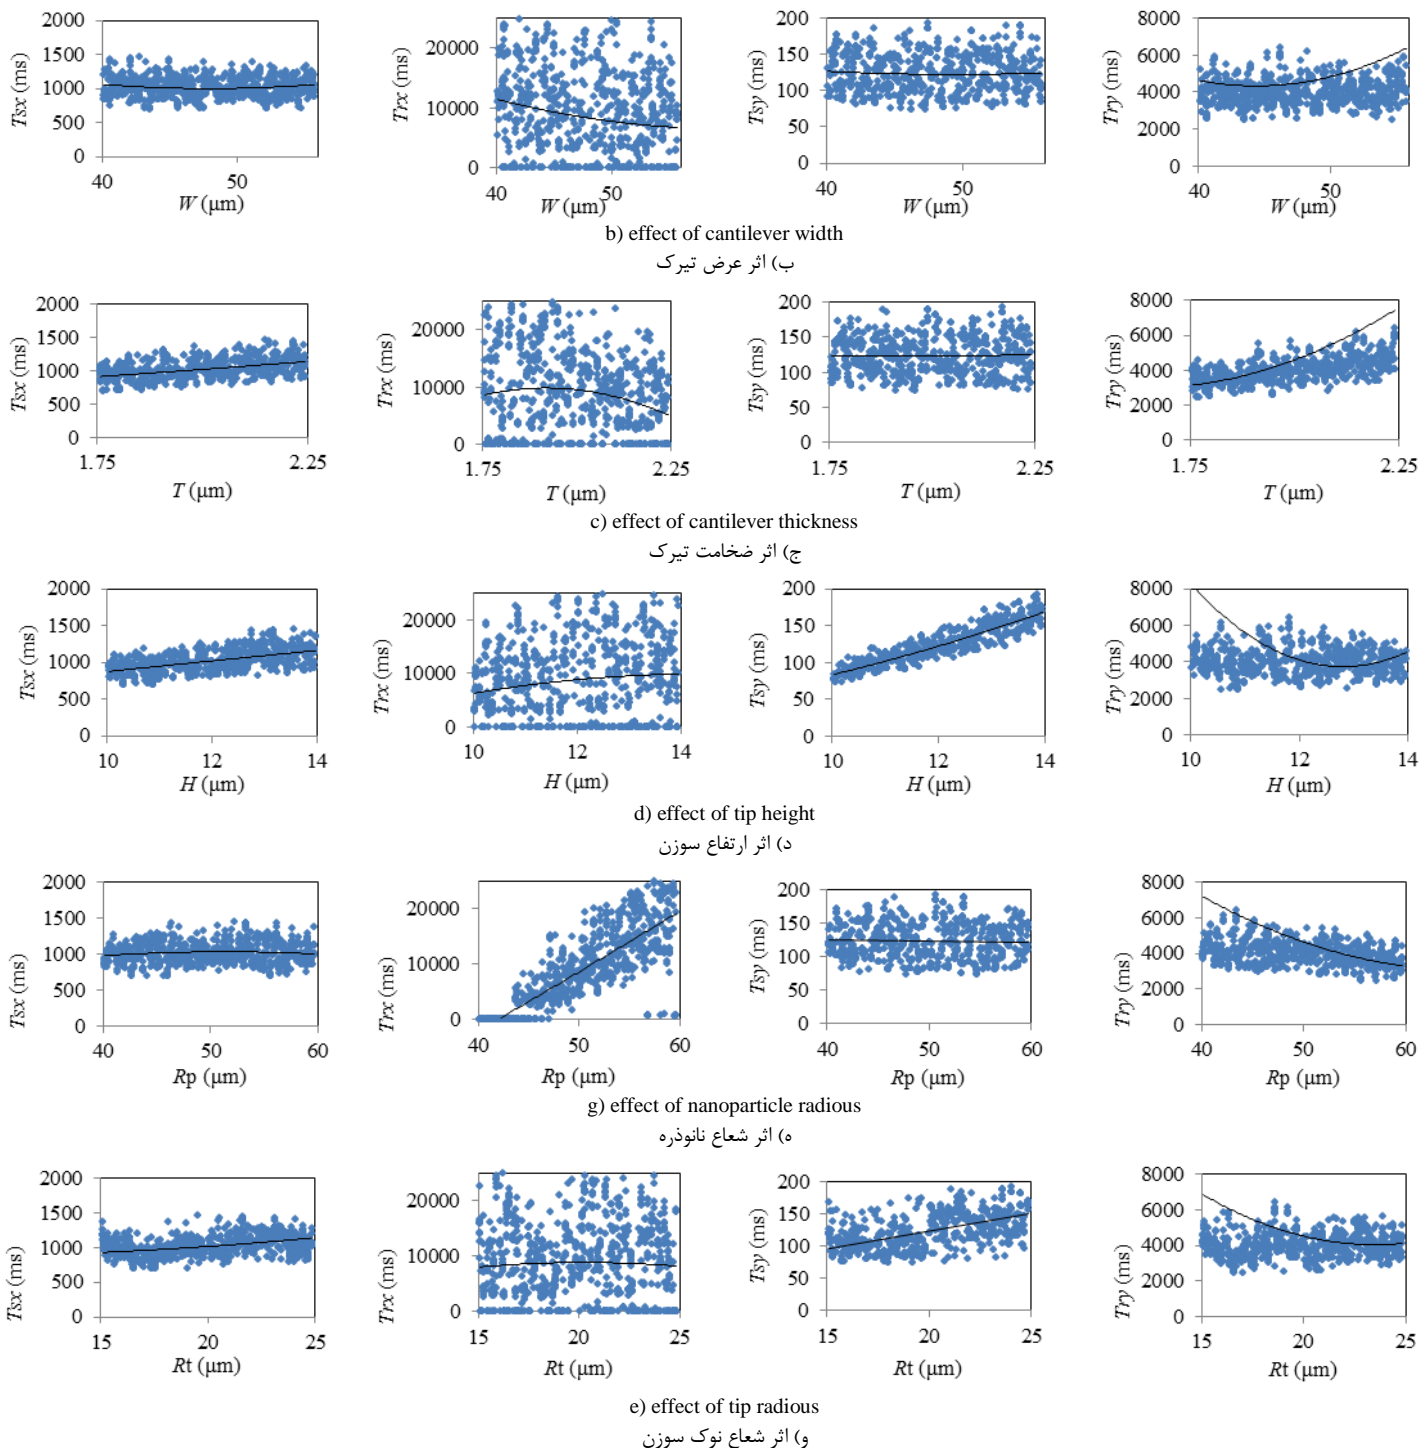 2000
1500
1000
500
0
Tsx (ms)
40
50
W (μm)
20000
10000
0
Trx (ms)
40
50
W (μm)
200
150
100
50
0
Tsy (ms)
40
50
W (μm)
8000
6000
4000
2000
0
Try (ms)
40
50
W (μm)
b) effect of cantilever width
ب) اثر عرض تیرک
2000
1500
1000
500
0
Tsx (ms)
1.75
2.25
T (μm)
20000
10000
0
Trx (ms)
1.75
2.25
T (μm)
200
150
100
50
0
Tsy (ms)
1.75
2.25
T (μm)
8000
6000
4000
2000
0
Try (ms)
1.75
2.25
T (μm)
c) effect of cantilever thickness
ج) اثر ضخامت تیرک
2000
1500
1000
500
0
Tsx (ms)
10
12
14
H (μm)
20000
10000
0
Trx (ms)
10
12
14
H (μm)
200
150
100
50
0
Tsy (ms)
10
12
14
H (μm)
8000
6000
4000
2000
0
Try (ms)
10
12
14
H (μm)
d) effect of tip height
د) اثر ارتفاع سوزن
2000
1500
1000
500
0
Tsx (ms)
40
50
60
Rp (μm)
20000
10000
0
Trx (ms)
40
50
60
Rp (μm)
200
150
100
50
0
Tsy (ms)
40
50
60
Rp (μm)
8000
6000
4000
2000
0
Try (ms)
40
50
60
Rp (μm)
g) effect of nanoparticle radious
ه) اثر شعاع نانوذره
2000
1500
1000
500
0
Tsx (ms)
15
20
25
Rt (μm)
20000
10000
0
Trx (ms)
15
20
25
Rt (μm)
200
150
100
50
0
Tsy (ms)
15
20
25
Rt (μm)
8000
6000
4000
2000
0
Try (ms)
15
20
25
Rt (μm)
e) effect of tip radious
و) اثر شعاع نوک سوزن